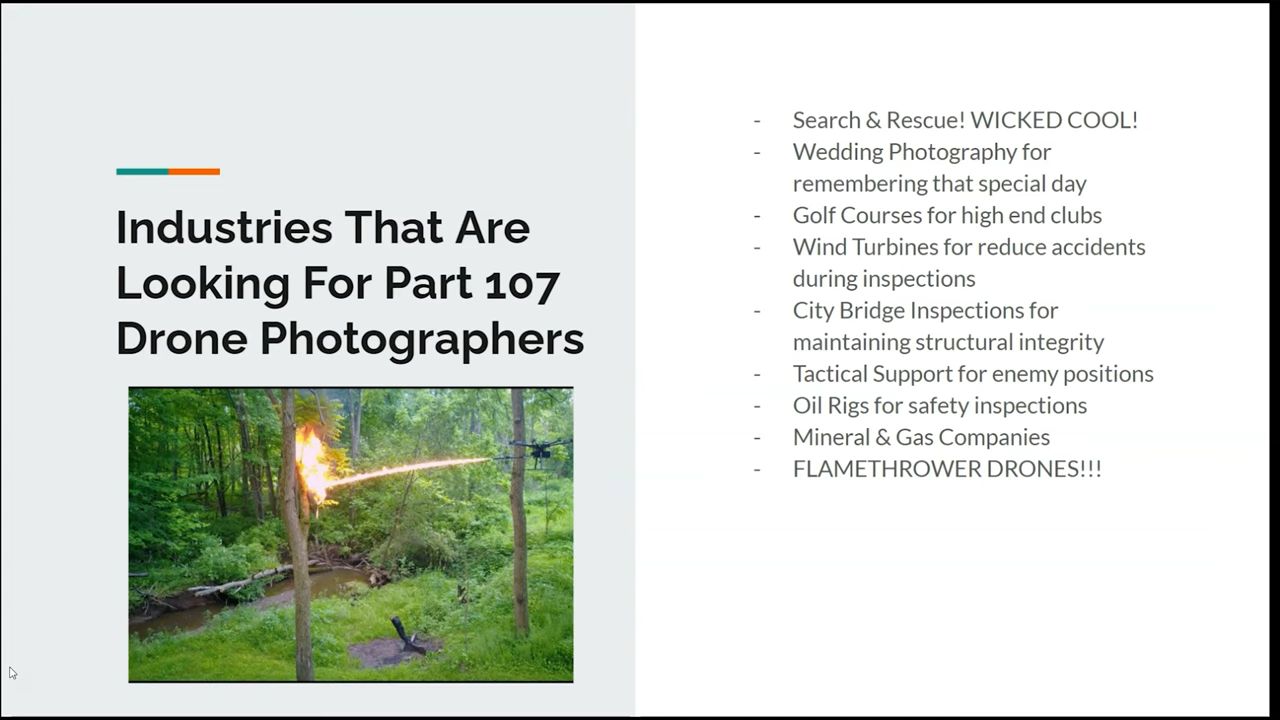 Industries That Are
Looking For Part 107
Drone Photographers
- Search & Rescue! WICKED COOL!
- Wedding Photography for
remembering that special day
- Golf Courses for high end clubs
- Wind Turbines for reduce accidents
during inspections
- City Bridge Inspections for
maintaining structural integrity
- Tactical Support for enemy positions
- Oil Rigs for safety inspections
- Mineral & Gas Companies
- FLAMETHROWER DRONES!!!